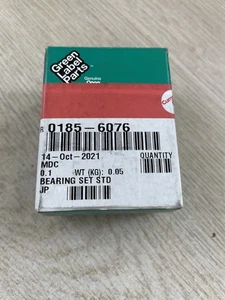 Green
Label
Parts
Genuine
Onan
R 0185-6076
14-Oct-2021 QUANTITY
MDC
0.1 WT (KG): 0.05
BEARING SET STD
JP